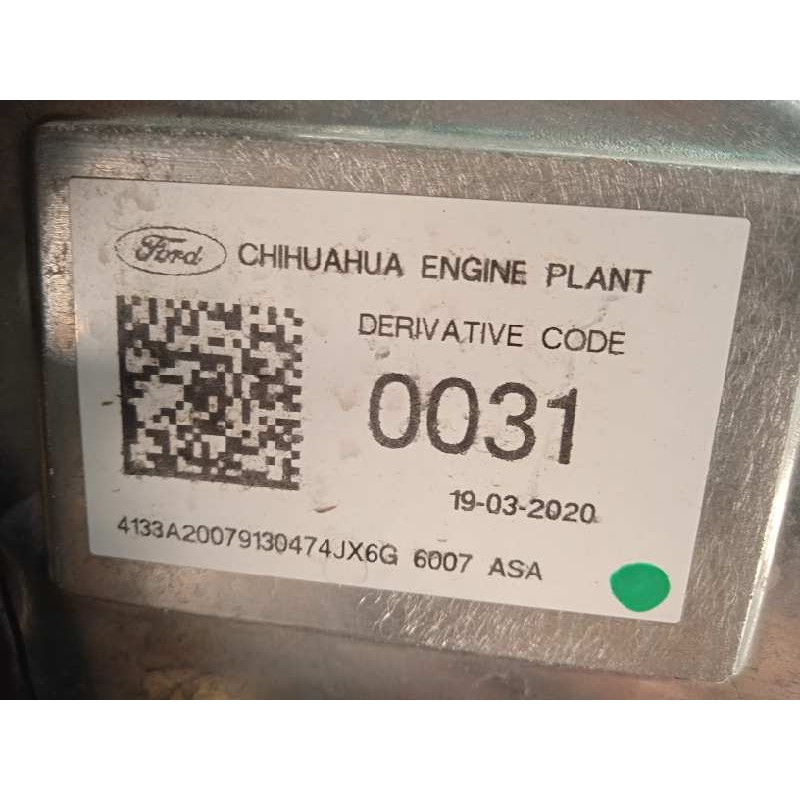 Ford CHIHUAHUA ENGINE PLANT
DERIVATIVE CODE
0031
19-03-2020
4133A20079130474JX6G 6007 ASA